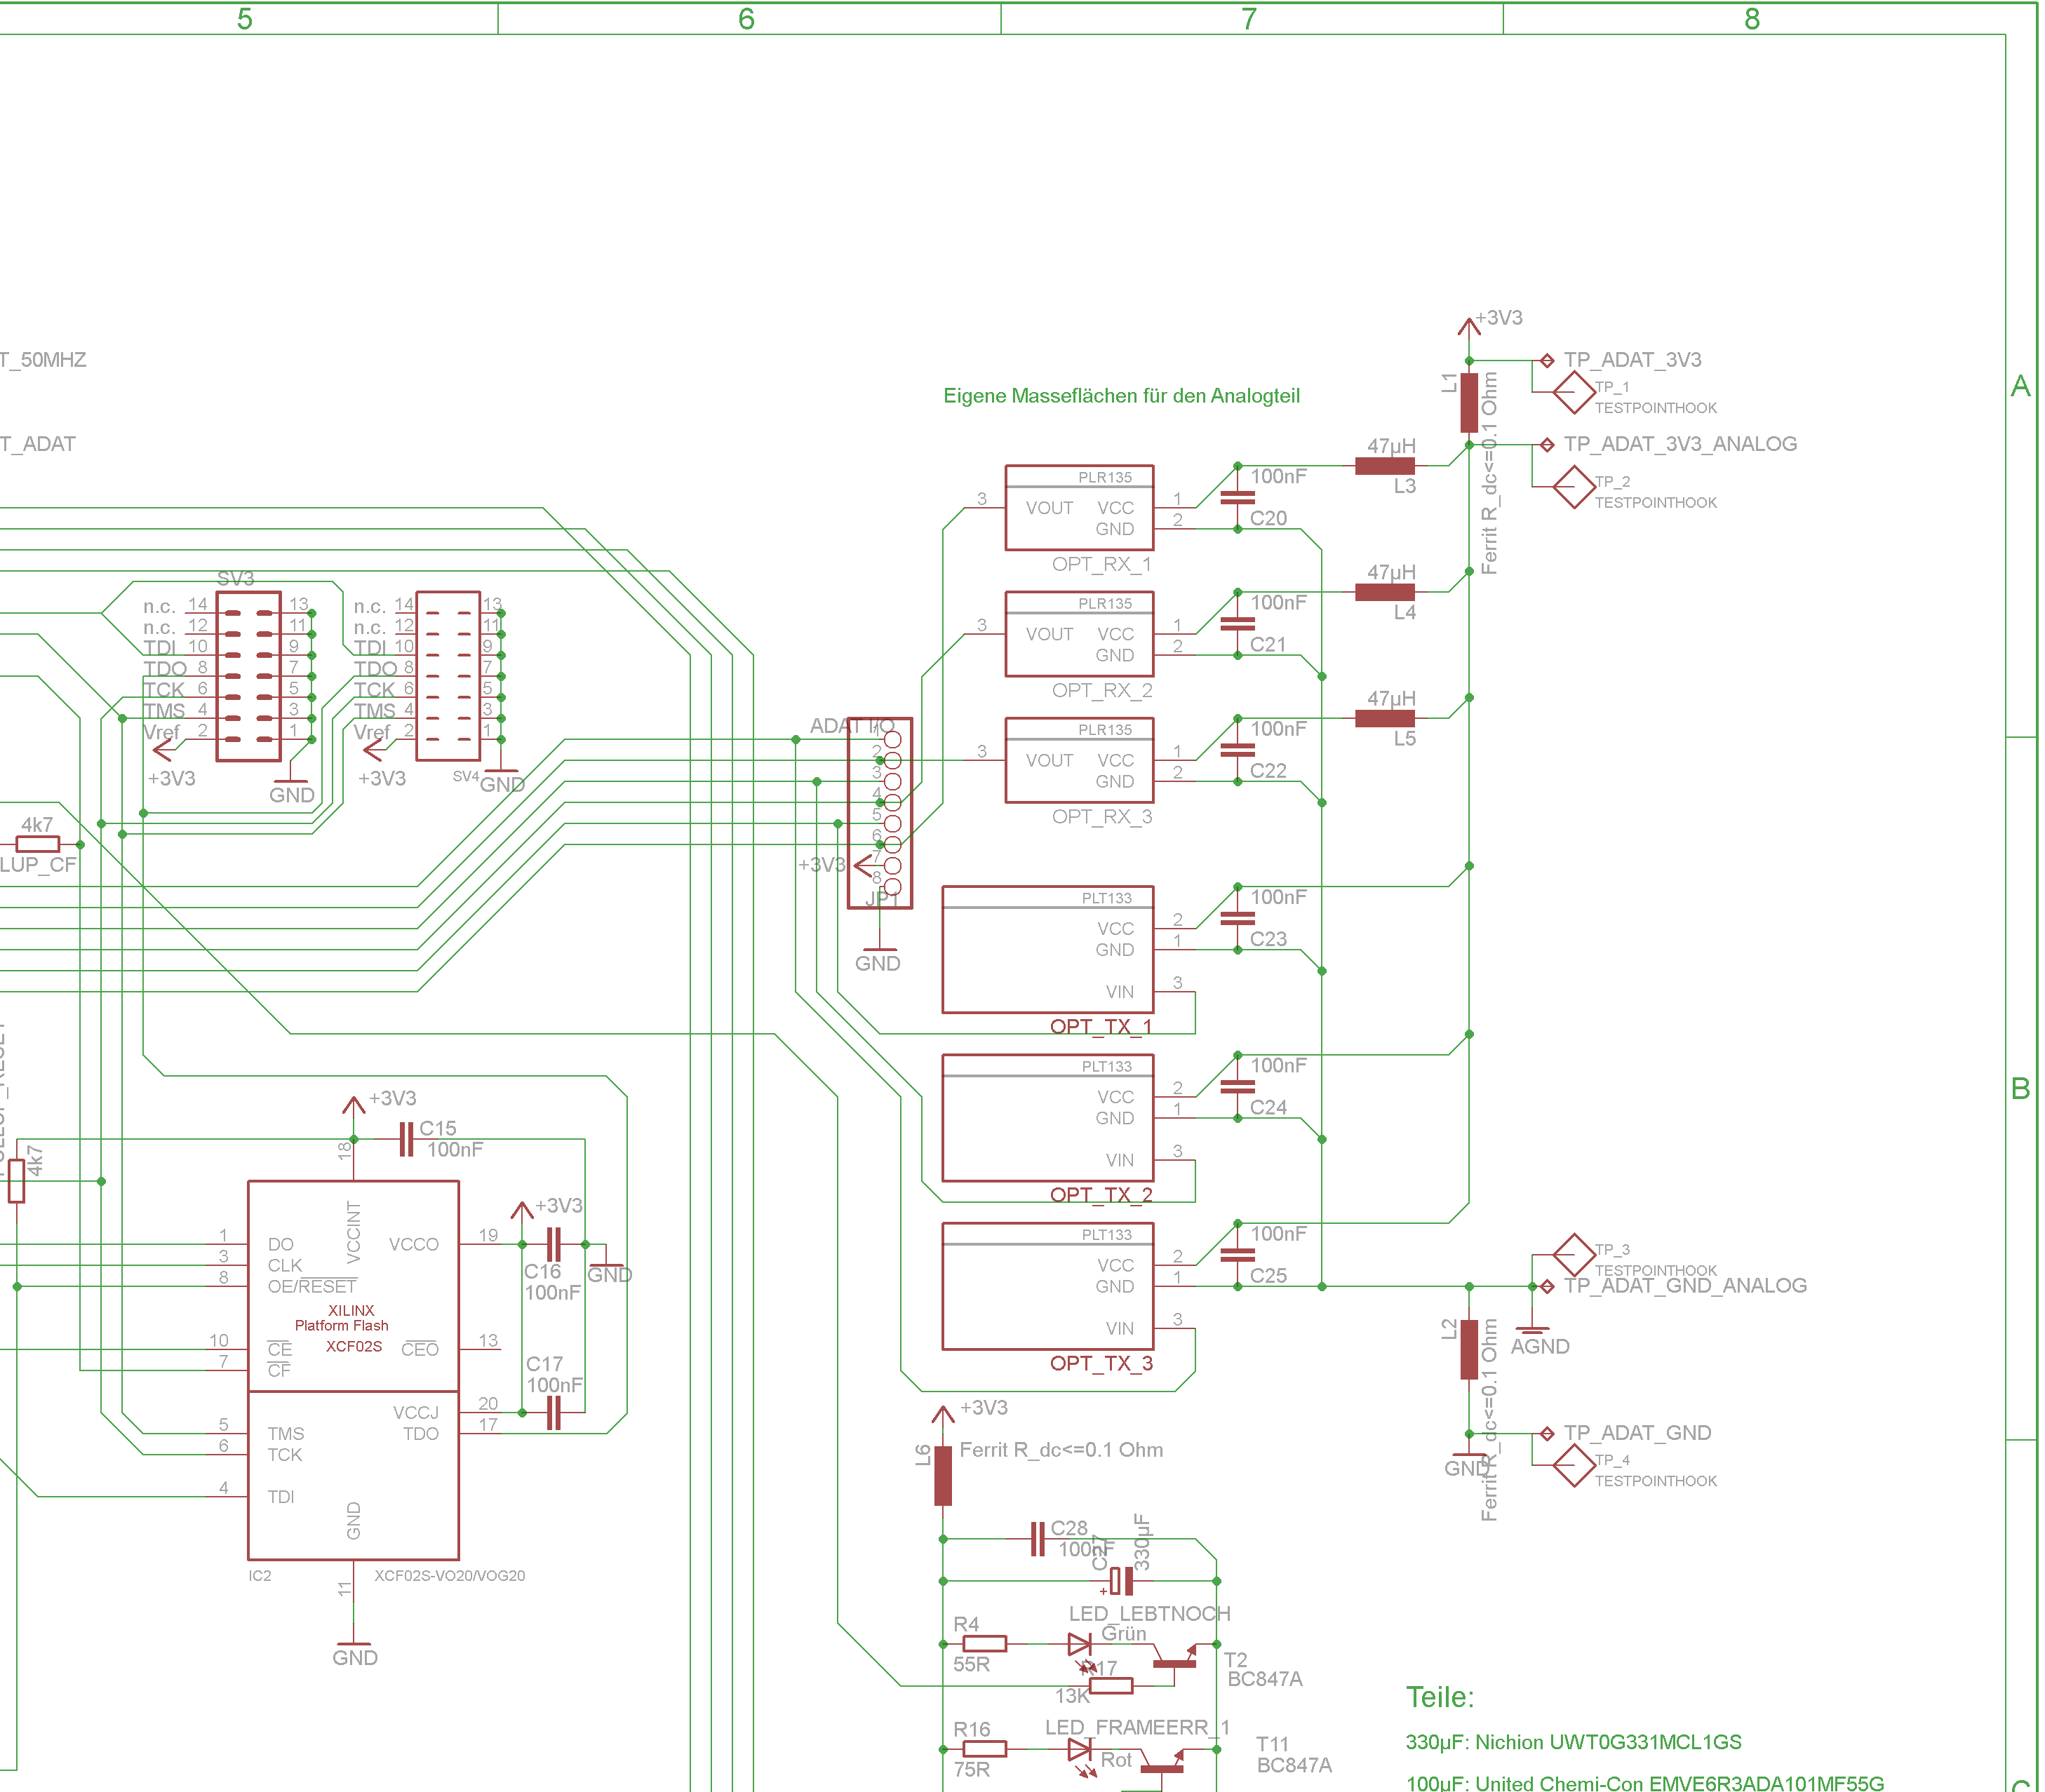 5
6
7
8
+3V3
T_50MHZ
TP_ADAT_3V3
A
L1
TP_1
TESTPOINTHOOK
Ferrit R_dc<=0.1 Ohm
Eigene Masseflächen für den Analogteil
T_ADAT
47µH
L3
TP_ADAT_3V3_ANALOG
TP_2
TESTPOINTHOOK
PLR135
3
VOUT
VCC
1
GND
2
100nF
C20
OPT_RX_1
47µH
L4
PLR135
3
VOUT
VCC
1
GND
2
100nF
C21
OPT_RX_2
47µH
L5
PLR135
3
VOUT
VCC
1
GND
2
100nF
C22
OPT_RX_3
SV3
n.c. 14 13
n.c. 12 11
TDI 10 9
TDO 8 7
TCK 6 5
TMS 4 3
Vref 2 1
+3V3
GND
n.c. 14 13
n.c. 12 11
TDI 10 9
TDO 8 7
TCK 6 5
TMS 4 3
Vref 2 1
+3V3
SV4
GND
ADAT I/O
1
2
3
4
5
6
7
8
+3V3
JP1
GND
4k7
LUP_CF
PLT133
VCC
2
GND
1
VIN
3
100nF
C23
OPT_TX_1
PLT133
VCC
2
GND
1
VIN
3
100nF
C24
OPT_TX_2
B
PLT133
VCC
2
GND
1
VIN
3
100nF
C25
OPT_TX_3
TP_3
TESTPOINTHOOK
TP_ADAT_GND_ANALOG
AGND
L2
Ferrit R_dc<=0.1 Ohm
TP_ADAT_GND
GND
TP_4
TESTPOINTHOOK
4k7
+3V3
C15
100nF
18
VCCINT
1 DO
3 CLK
8 OE/RESET
10 CE
7 CF
5 TMS
6 TCK
4 TDI
VCCO 19
CEO 13
VCCJ 20
TDO 17
XILINX
Platform Flash
XCF02S
+3V3
C16
100nF
GND
C17
100nF
GND
11
IC2
XCF02S-VO20/VOG20
GND
+3V3
L6
Ferrit R_dc<=0.1 Ohm
C28
100nF
C27
330µF
+
LED_LEBTNOCH
Grün
R4
55R
R17
13K
T2
BC847A
R16
75R
LED_FRAMEERR_1
Rot
T11
BC847A
Teile:
330µF: Nichion UWT0G331MCL1GS
100µF: United Chemi-Con EMVE6R3ADA101MF55G
C